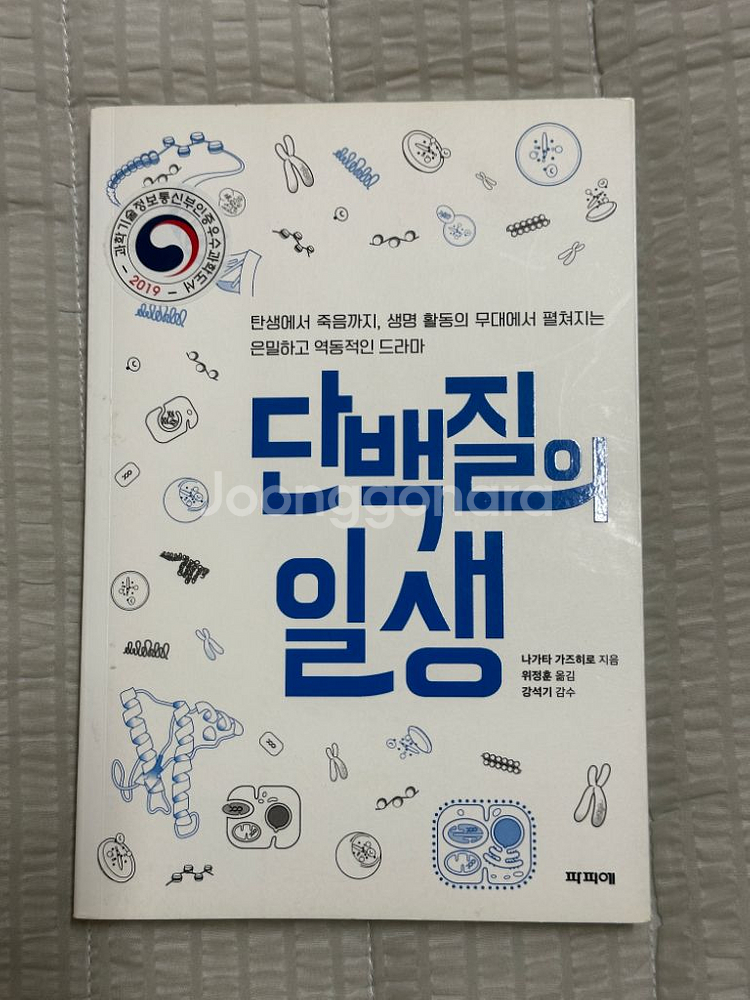 과학기술정보통신부인증우수과학도서
2019
탄생에서 죽음까지, 생명 활동의 무대에서 펼쳐지는
은밀하고 역동적인 드라마
단백질의
일생
Joonggonara
나가타 가즈히로 지음
위정훈 옮김
강석기 감수
파피에